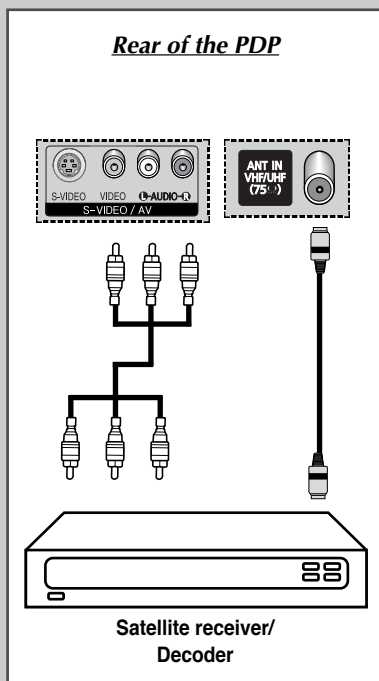 Rear of the PDP
S-VIDEO VIDEO L-AUDIO-R
S-VIDEO / AV
ANT IN
VHF/UHF
(75Ω)
Satellite receiver/
Decoder